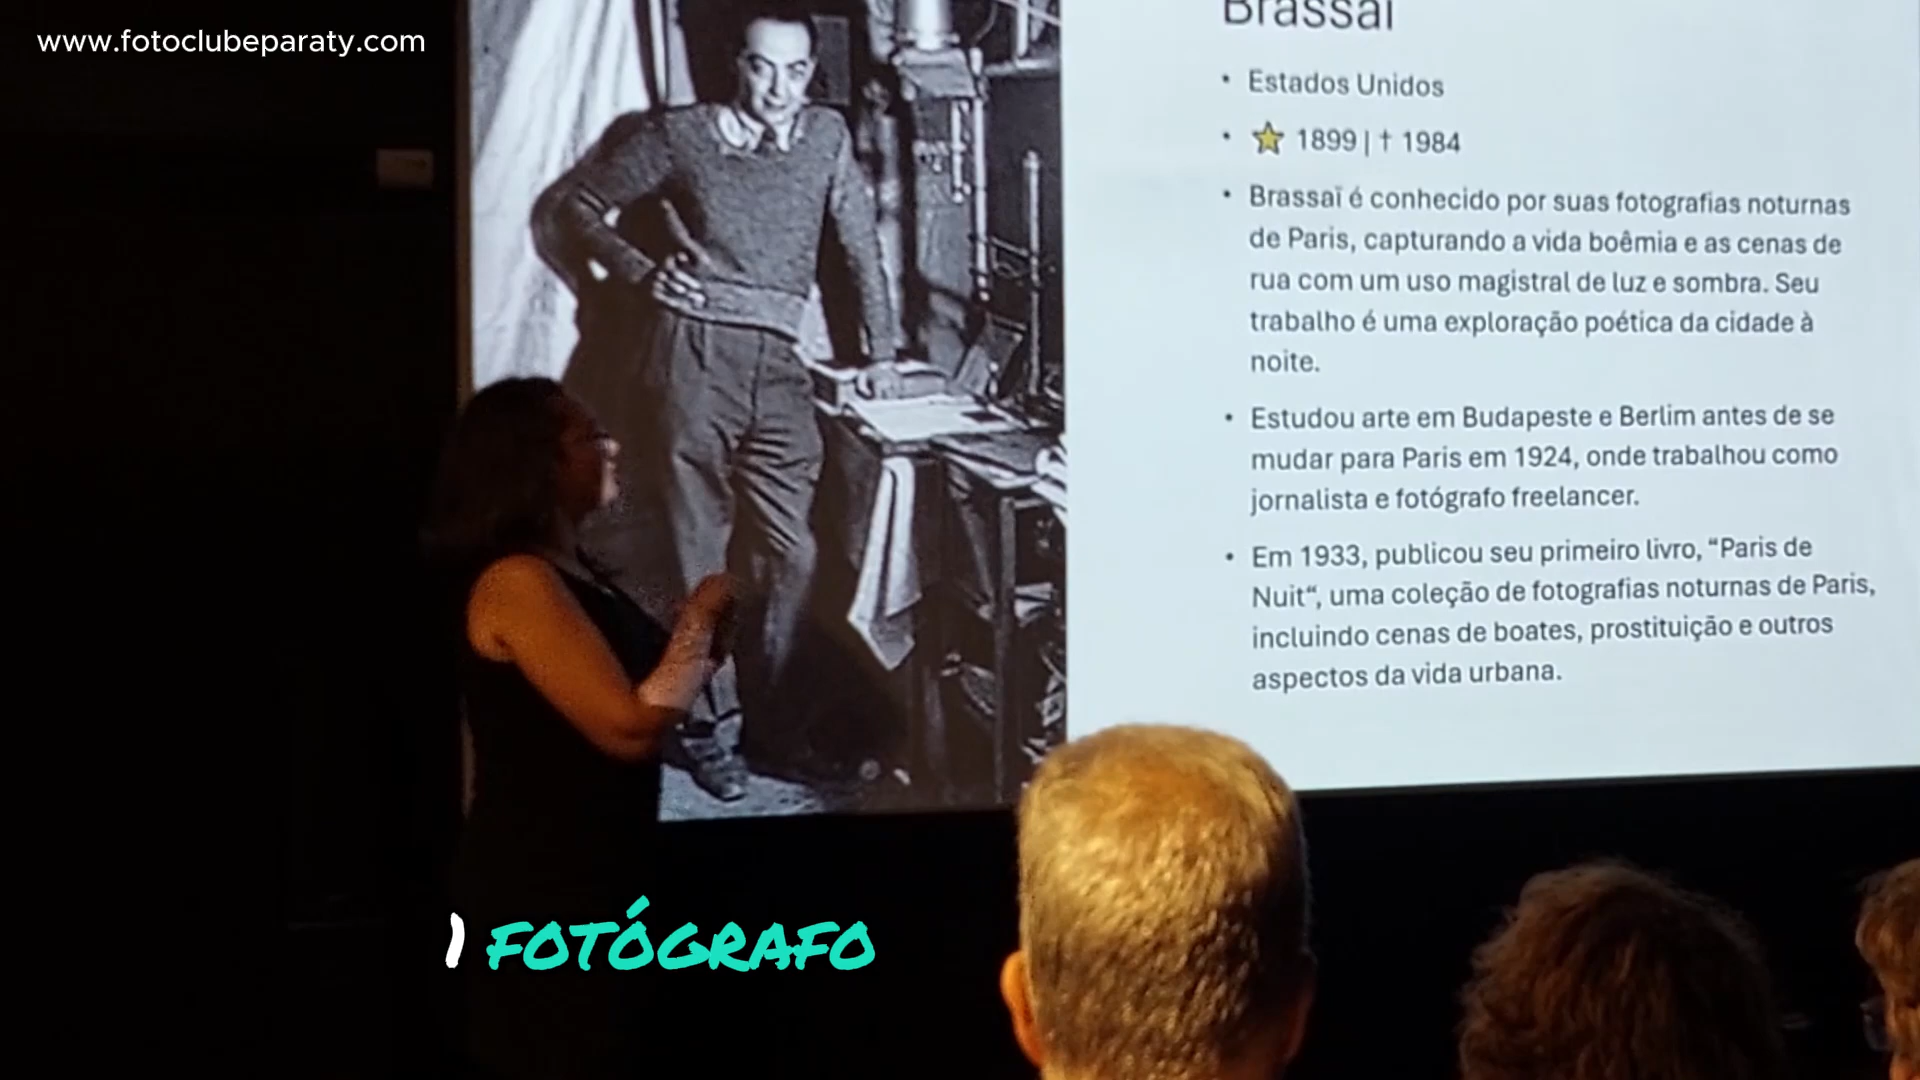 www.fotoclubeparaty.com
Brassaï
• Estados Unidos
• ⭐ 1899 | † 1984
• Brassaï é conhecido por suas fotografias noturnas
de Paris, capturando a vida boêmia e as cenas de
rua com um uso magistral de luz e sombra. Seu
trabalho é uma exploração poética da cidade à
noite.
• Estudou arte em Budapeste e Berlim antes de se
mudar para Paris em 1924, onde trabalhou como
jornalista e fotógrafo freelancer.
• Em 1933, publicou seu primeiro livro, “Paris de
Nuit“, uma coleção de fotografias noturnas de Paris,
incluindo cenas de boates, prostituição e outros
aspectos da vida urbana.
1 FOTÓGRAFO